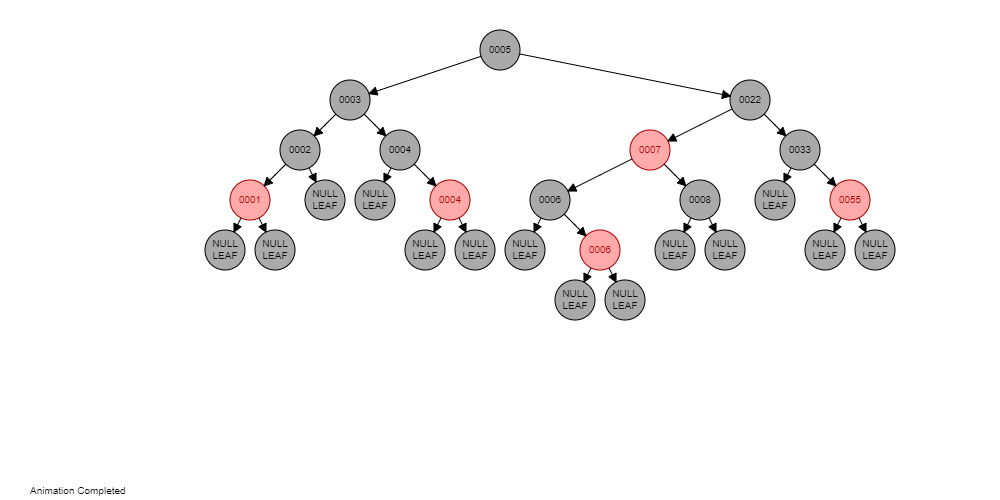 0005
0003
0022
0002
0004
0007
0033
0001
NULL
LEAF
NULL
LEAF
0004
0006
0008
NULL
LEAF
0055
NULL
LEAF
NULL
LEAF
NULL
LEAF
NULL
LEAF
NULL
LEAF
0006
NULL
LEAF
NULL
LEAF
NULL
LEAF
NULL
LEAF
NULL
LEAF
NULL
LEAF
Animation Completed